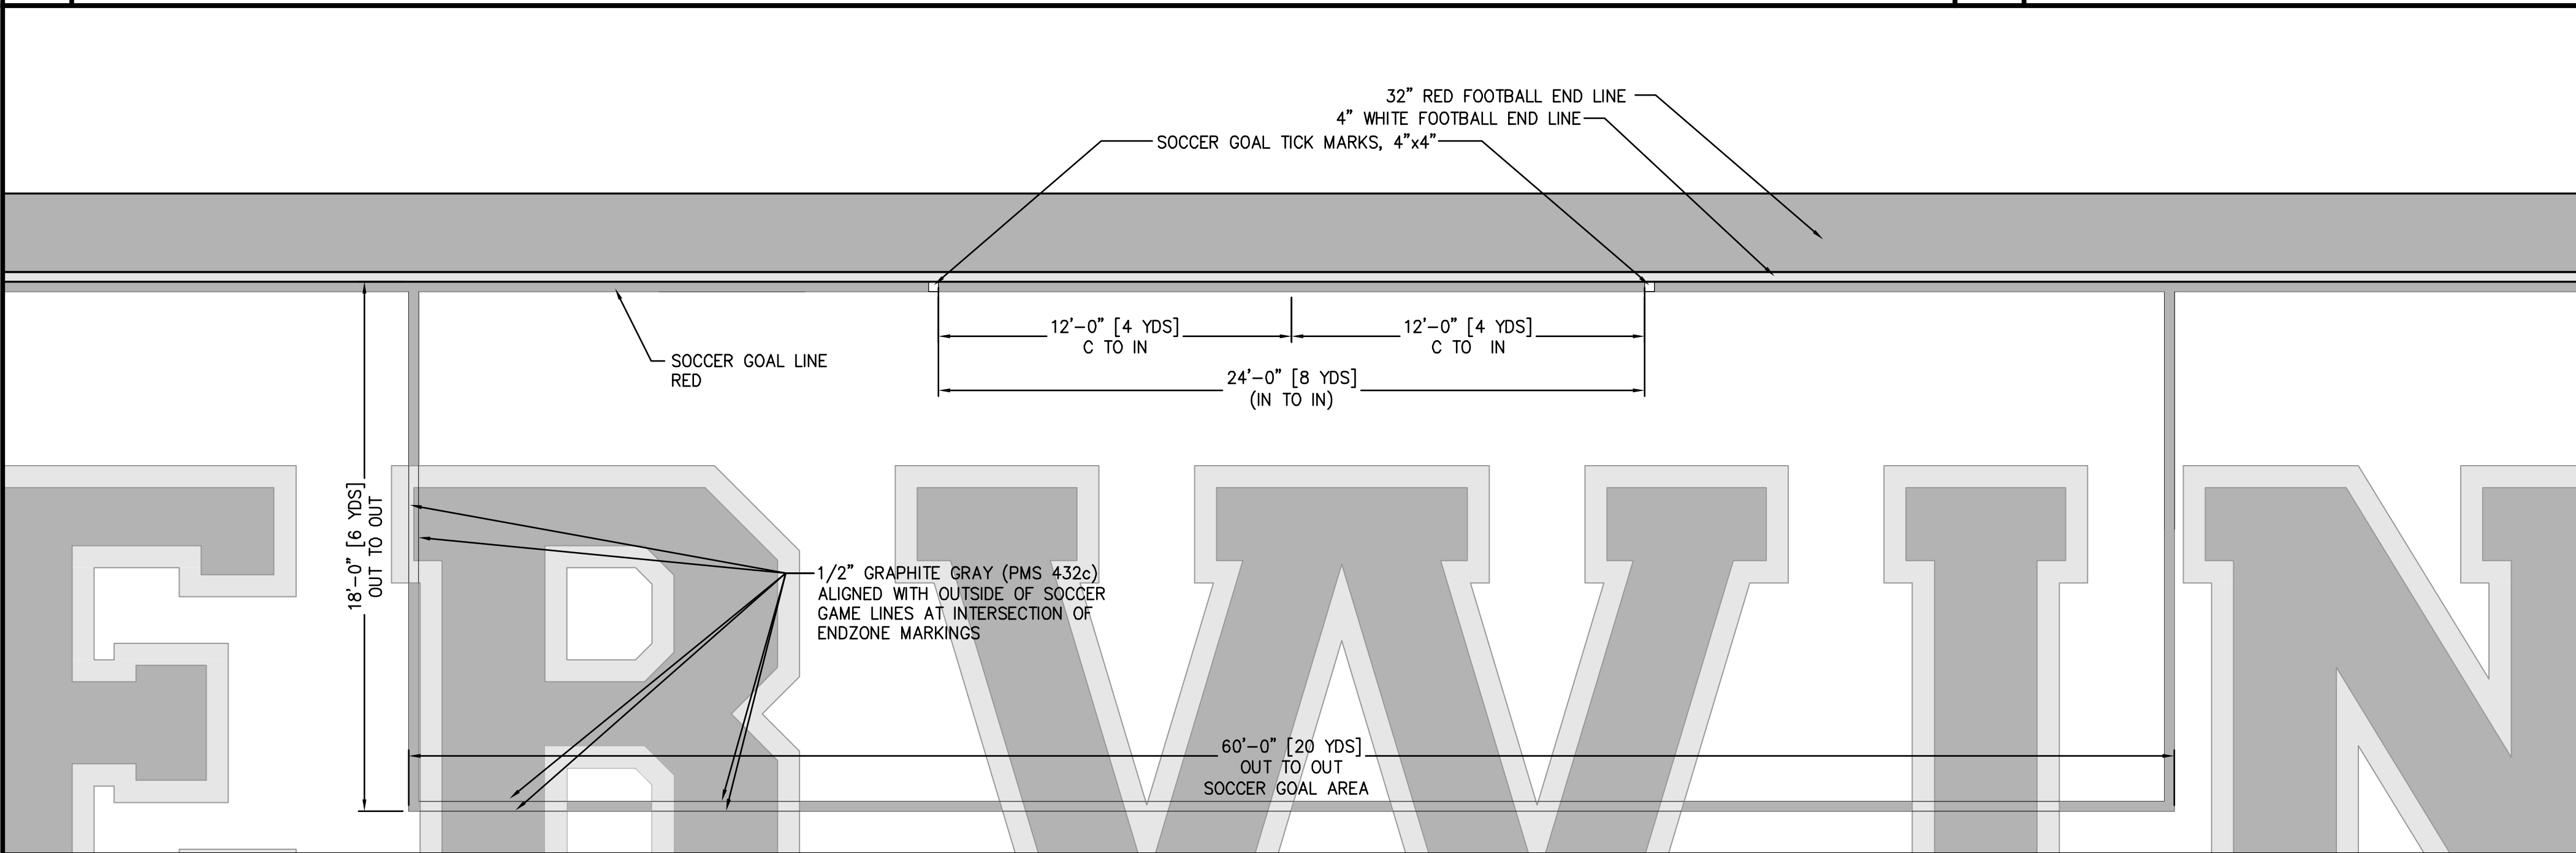 32" RED FOOTBALL END LINE
4" WHITE FOOTBALL END LINE
SOCCER GOAL TICK MARKS, 4"x4"
12'-0" [4 YDS]
C TO IN
12'-0" [4 YDS]
C TO IN
SOCCER GOAL LINE
RED
24'-0" [8 YDS]
(IN TO IN)
18'-0" [6 YDS]
OUT TO OUT
1/2" GRAPHITE GRAY (PMS 432c)
ALIGNED WITH OUTSIDE OF SOCCER
GAME LINES AT INTERSECTION OF
ENDZONE MARKINGS
ERWIN
60'-0" [20 YDS]
OUT TO OUT
SOCCER GOAL AREA